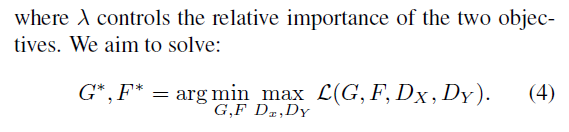 where λ controls the relative importance of the two objec-
tives. We aim to solve:
G*, F* = arg min max L(G, F, D_X, D_Y). (4)
G,F D_x,D_Y